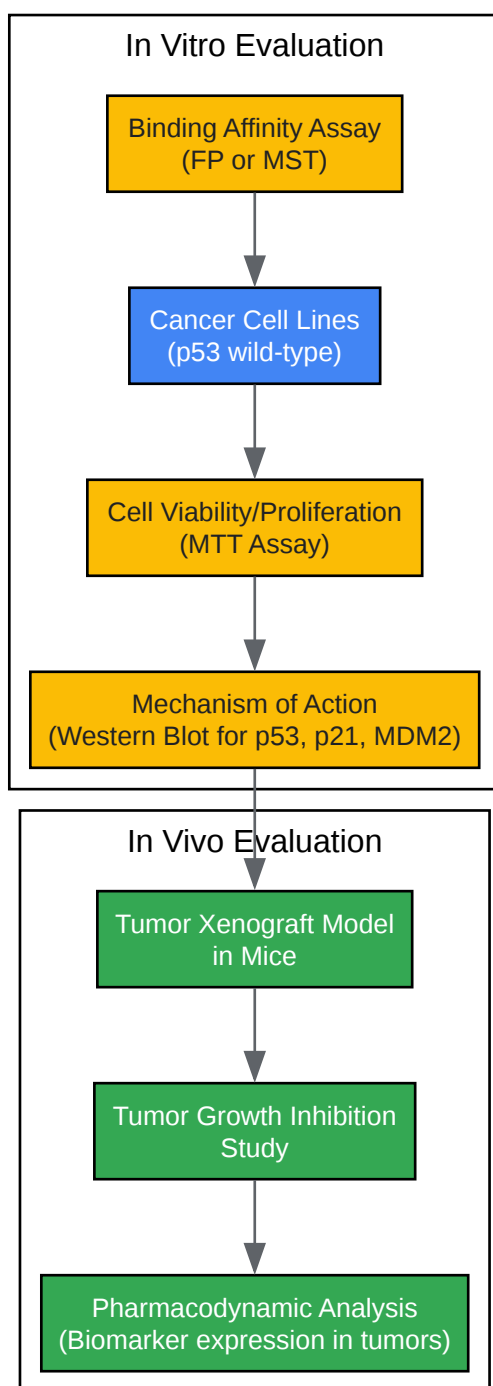 In Vitro Evaluation
Binding Affinity Assay
(FP or MST)
Cancer Cell Lines
(p53 wild-type)
Cell Viability/Proliferation
(MTT Assay)
Mechanism of Action
(Western Blot for p53, p21, MDM2)
In Vivo Evaluation
Tumor Xenograft Model
in Mice
Tumor Growth Inhibition
Study
Pharmacodynamic Analysis
(Biomarker expression in tumors)